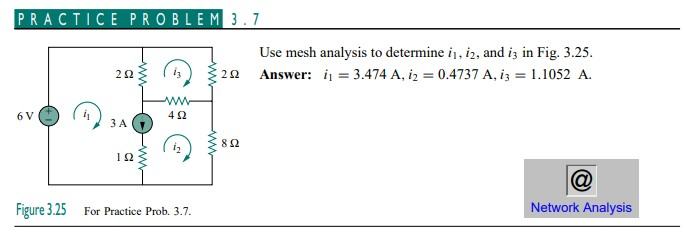 PRACTICE PROBLEM 3.7
Use mesh analysis to determine i₁, i₂, and i₃ in Fig. 3.25.
Answer: i₁ = 3.474 A, i₂ = 0.4737 A, i₃ = 1.1052 A.
2 Ω
i₃
2 Ω
6 V
+
−
i₁
3 A
4 Ω
1 Ω
i₂
8 Ω
@
Network Analysis
Figure 3.25 For Practice Prob. 3.7.